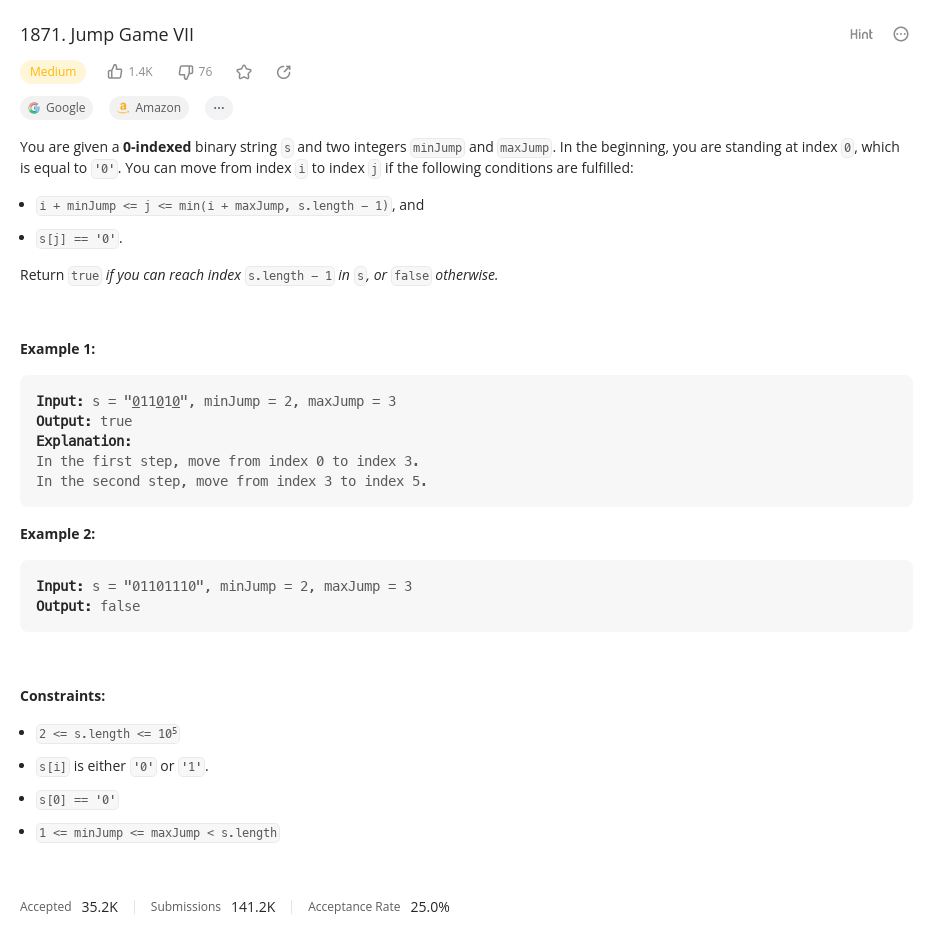 1871. Jump Game VII
Hint
Medium 1.4K 76
Google Amazon ...
You are given a 0-indexed binary string s and two integers minJump and maxJump. In the beginning, you are standing at index 0, which
is equal to '0'. You can move from index i to index j if the following conditions are fulfilled:
• i + minJump <= j <= min(i + maxJump, s.length - 1), and
• s[j] == '0'.
Return true if you can reach index s.length - 1 in s, or false otherwise.
Example 1:
Input: s = "011010", minJump = 2, maxJump = 3
Output: true
Explanation:
In the first step, move from index 0 to index 3.
In the second step, move from index 3 to index 5.
Example 2:
Input: s = "01101110", minJump = 2, maxJump = 3
Output: false
Constraints:
• 2 <= s.length <= 10⁵
• s[i] is either '0' or '1'.
• s[0] == '0'
• 1 <= minJump <= maxJump < s.length
Accepted 35.2K Submissions 141.2K Acceptance Rate 25.0%